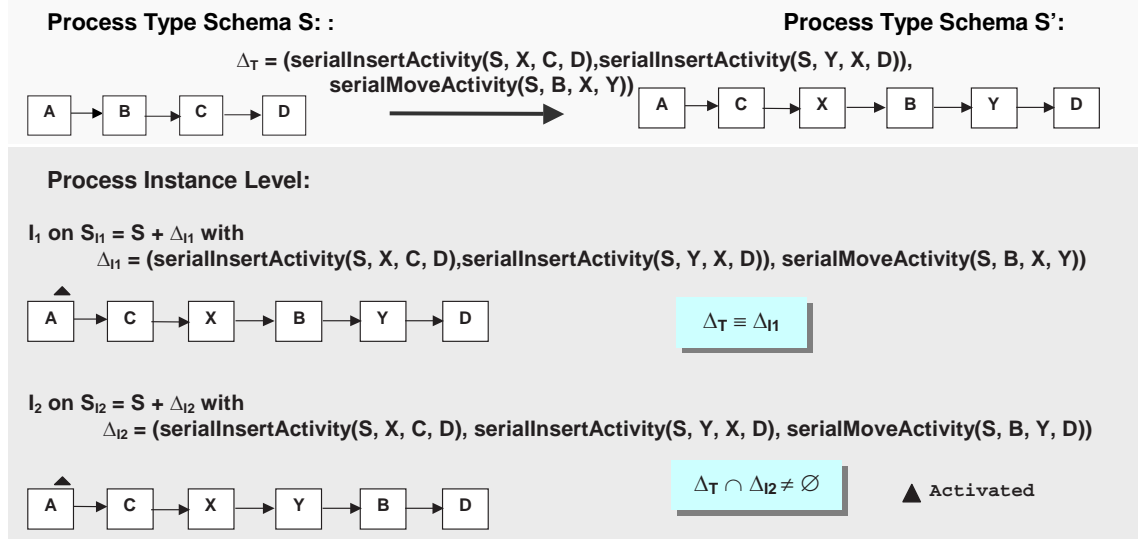 Process Type Schema S: :
Process Type Schema S’:
ΔT = (serialInsertActivity(S, X, C, D),serialInsertActivity(S, Y, X, D)),
serialMoveActivity(S, B, X, Y))
A B C D
A C X B Y D
Process Instance Level:
I1 on SI1 = S + ΔI1 with
ΔI1 = (serialInsertActivity(S, X, C, D),serialInsertActivity(S, Y, X, D)), serialMoveActivity(S, B, X, Y))
A C X B Y D
ΔT ≡ ΔI1
I2 on SI2 = S + ΔI2 with
ΔI2 = (serialInsertActivity(S, X, C, D), serialInsertActivity(S, Y, X, D), serialMoveActivity(S, B, Y, D))
A C X Y B D
ΔT ∩ ΔI2 ≠ ∅
Activated